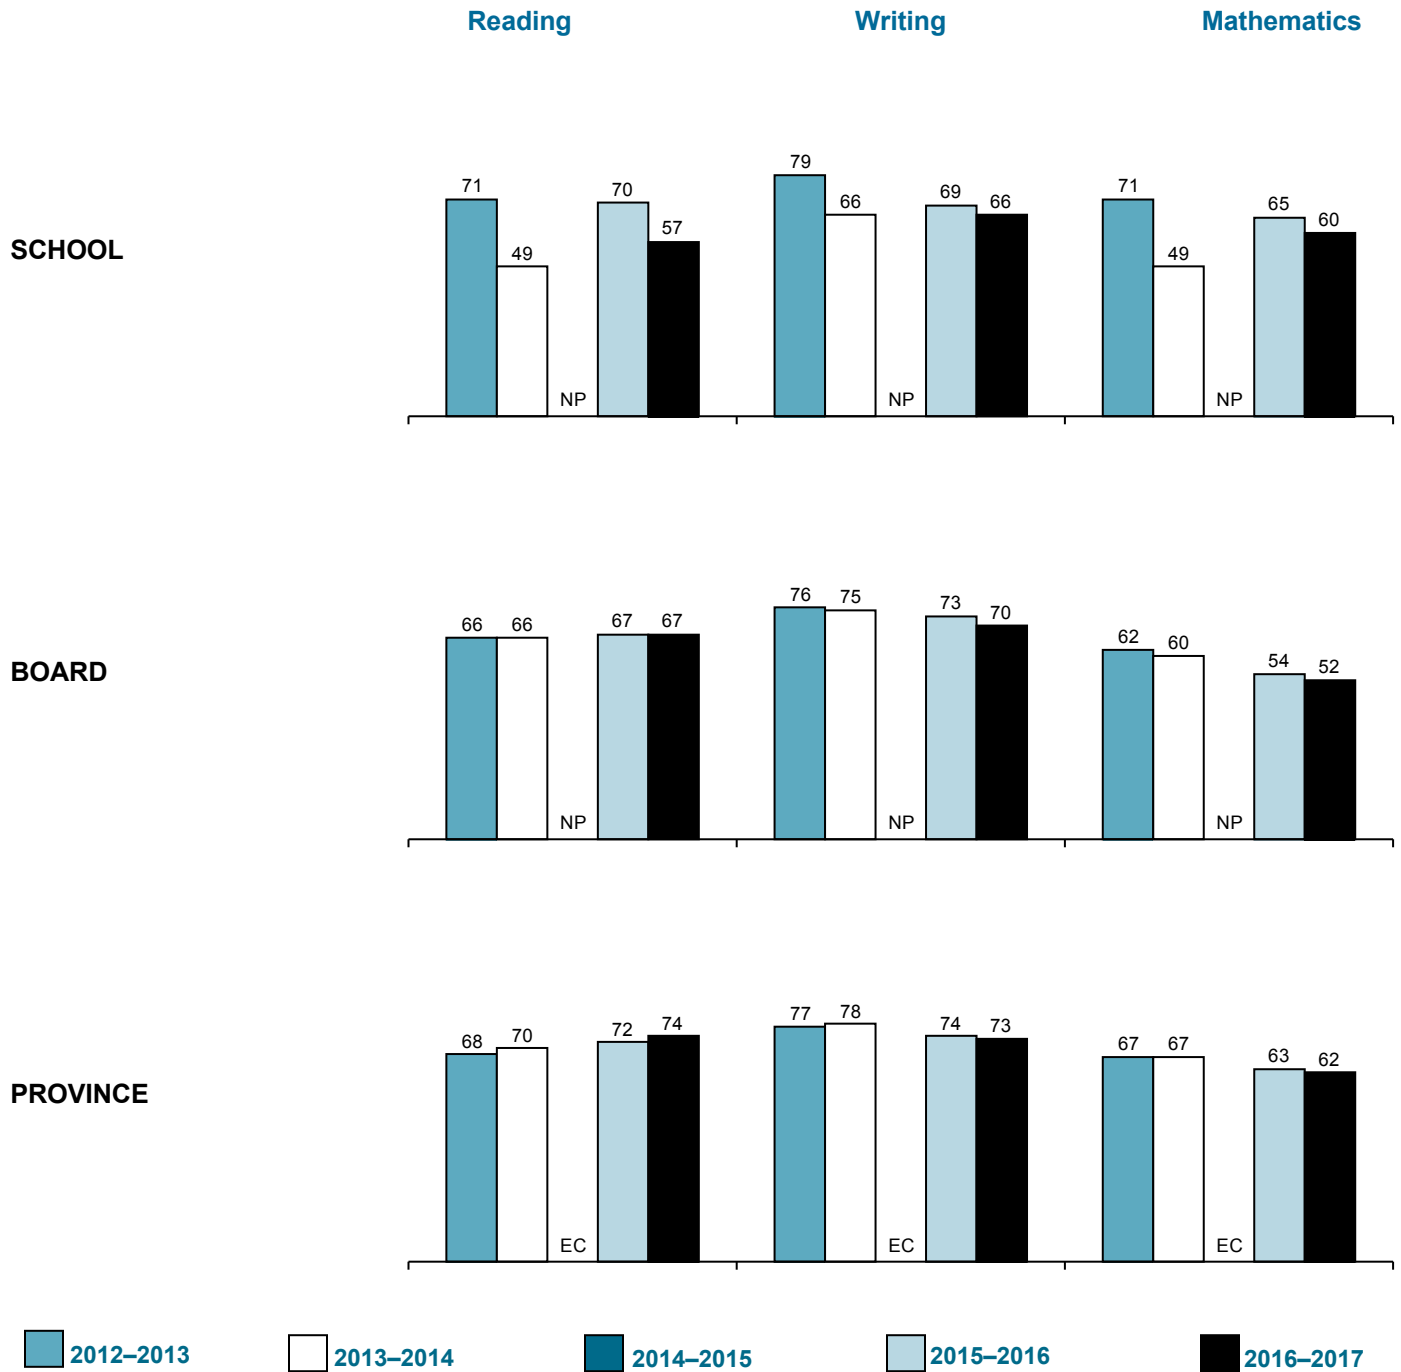 Reading Writing Mathematics
SCHOOL
71 49 NP 70 57 79 66 NP 69 66 71 49 NP 65 60
BOARD
66 66 NP 67 67 76 75 NP 73 70 62 60 NP 54 52
PROVINCE
68 70 EC 72 74 77 78 EC 74 73 67 67 EC 63 62
2012–2013 2013–2014 2014–2015 2015–2016 2016–2017